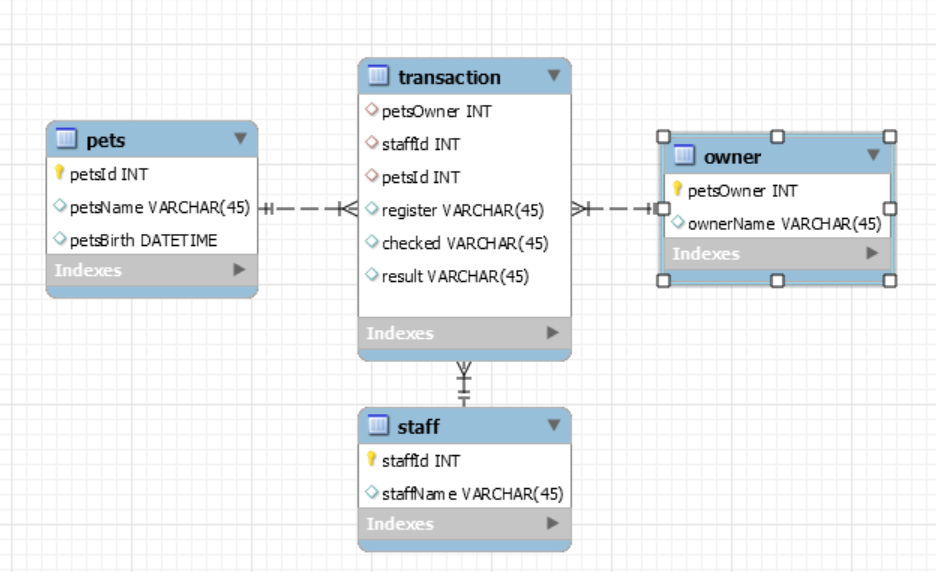 transaction
petsOwner INT
staffId INT
petsId INT
register VARCHAR(45)
checked VARCHAR(45)
result VARCHAR(45)
Indexes
pets
petsId INT
petsName VARCHAR(45)
petsBirth DATETIME
Indexes
owner
petsOwner INT
ownerName VARCHAR(45)
Indexes
staff
staffId INT
staffName VARCHAR(45)
Indexes